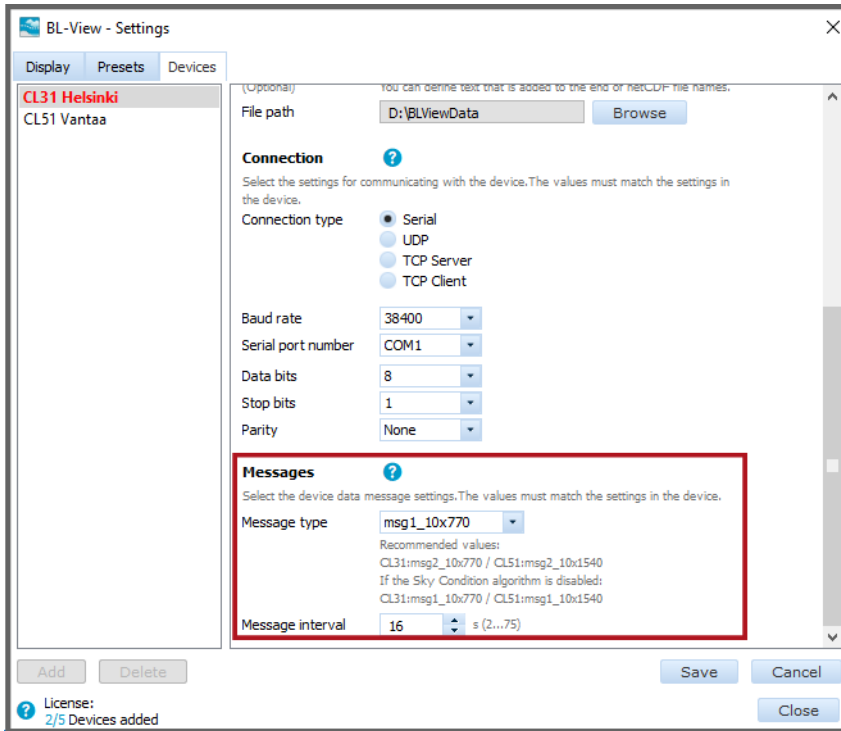 BL-View - Settings
Display Presets Devices
CL31 Helsinki
CL51 Vantaa
(Optional) You can define text that is added to the end of netCDF file names.
File path D:\BLViewData Browse
Connection ?
Select the settings for communicating with the device.The values must match the settings in
the device.
Connection type Serial
UDP
TCP Server
TCP Client
Baud rate 38400
Serial port number COM1
Data bits 8
Stop bits 1
Parity None
Messages ?
Select the device data message settings.The values must match the settings in the device.
Message type msg1_10x770
Recommended values:
CL31:msg2_10x770 / CL51:msg2_10x1540
If the Sky Condition algorithm is disabled:
CL31:msg1_10x770 / CL51:msg1_10x1540
Message interval 16 s (2...75)
Add Delete Save Cancel
? License:
2/5 Devices added Close